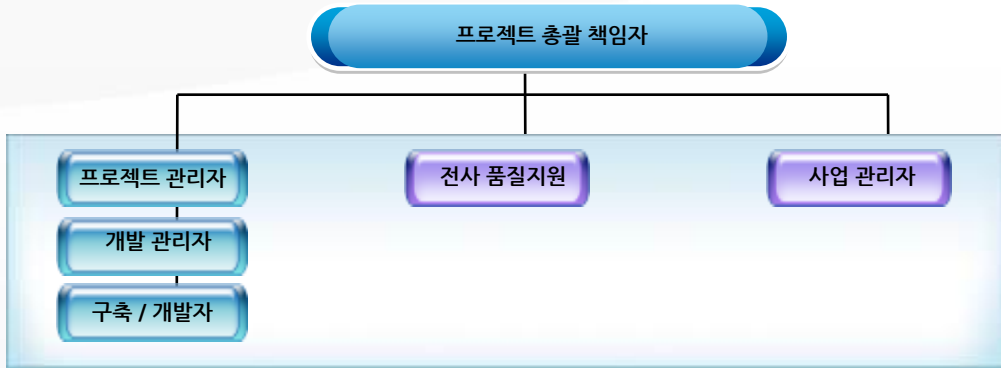 프로젝트 총괄 책임자
프로젝트 관리자
전사 품질지원
사업 관리자
개발 관리자
구축 / 개발자